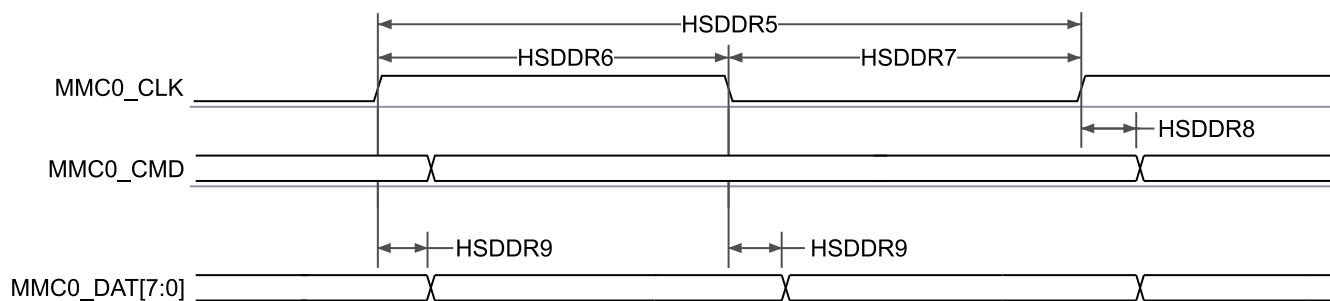 HSDDR5
HSDDR6 HSDDR7
MMC0_CLK
HSDDR8
MMC0_CMD
HSDDR9 HSDDR9
MMC0_DAT[7:0]